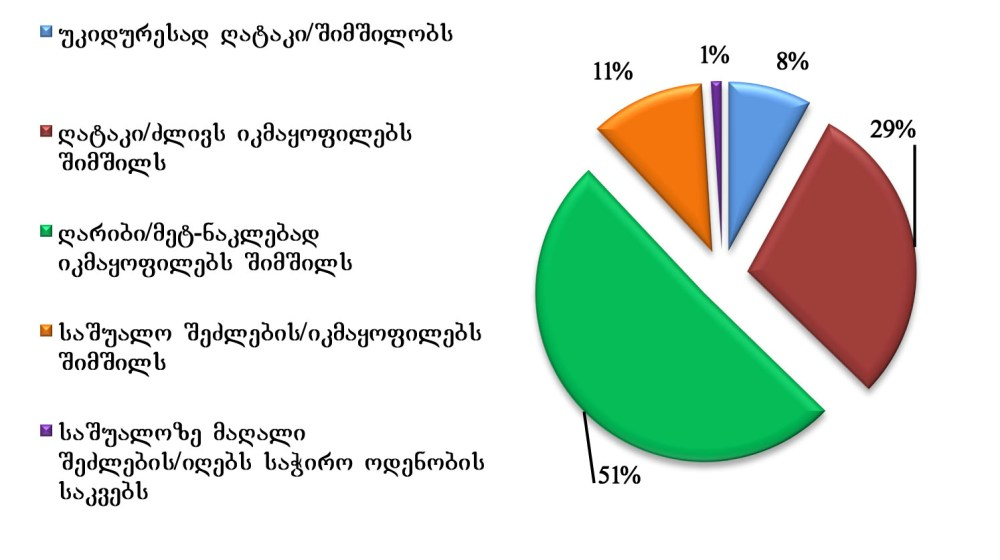 უკიდურესად ღატაკი/შიმშილობს
ღატაკი/ძლივს იკმაყოფილებს
შიმშილს
ღარიბი/მეტ-ნაკლებად
იკმაყოფილებს შიმშილს
საშუალო შეძლების/იკმაყოფილებს
შიმშილს
საშუალოზე მაღალი
შეძლების/იღებს საჭირო ოდენობის
საკვებს
1%
8%
11%
29%
51%